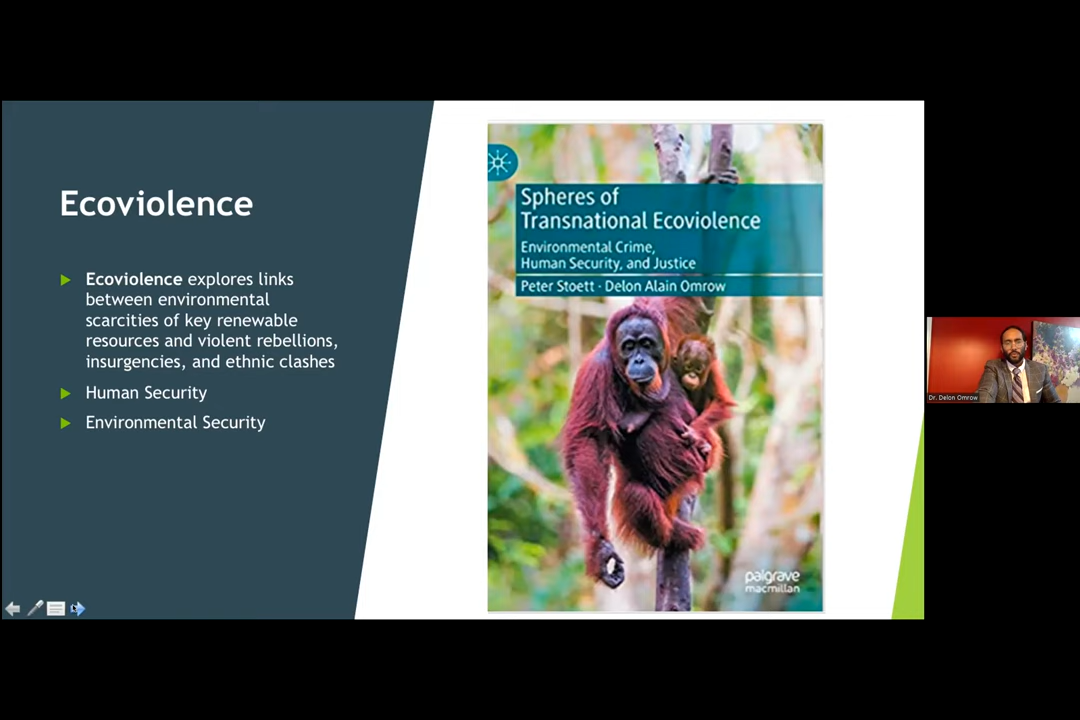 Ecoviolence
Ecoviolence explores links
between environmental
scarcities of key renewable
resources and violent rebellions,
insurgencies, and ethnic clashes
Human Security
Environmental Security
Spheres of
Transnational Ecoviolence
Environmental Crime,
Human Security, and Justice
Peter Stoett · Delon Alain Omrow
palgrave
macmillan
Dr. Delon Omrow